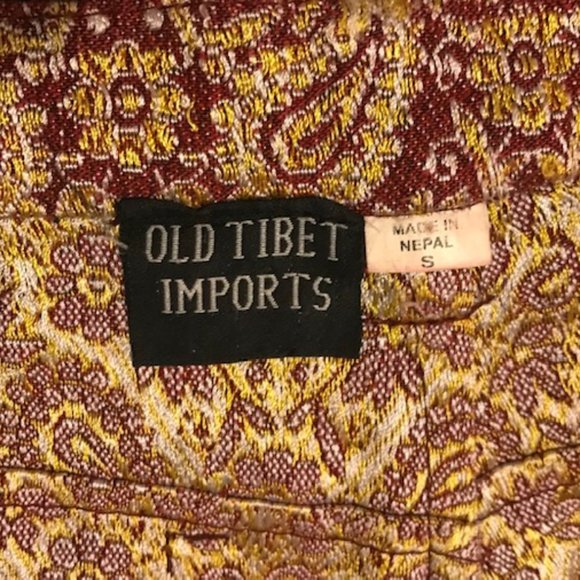 OLD TIBET
IMPORTS
MADE IN
NEPAL
S